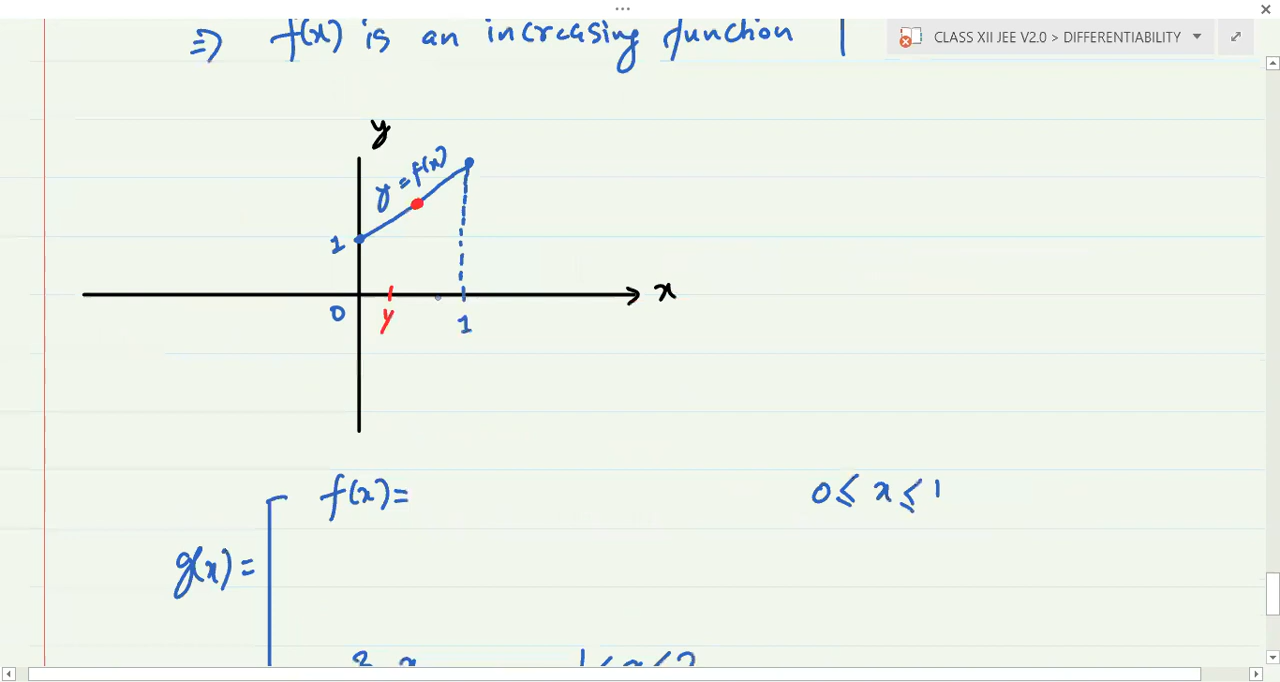 ⇒ f(x) is an increasing function
CLASS XII JEE V2.0 > DIFFERENTIABILITY
y
y = f(x)
1
x
0
y
1
f(x) =
0 ≤ x ≤ 1
g(x) =